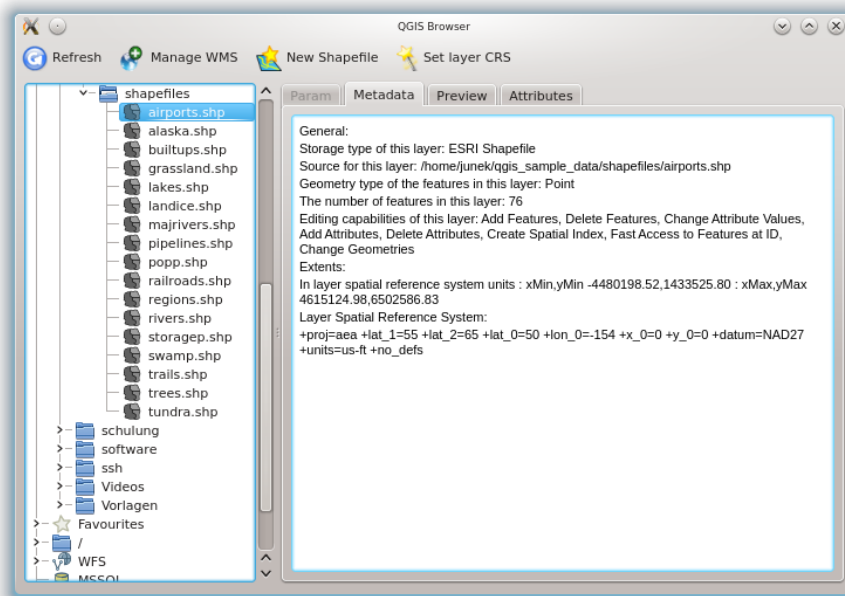 QGIS Browser
Refresh
Manage WMS
New Shapefile
Set layer CRS
shapefiles
airports.shp
alaska.shp
builtups.shp
grassland.shp
lakes.shp
landice.shp
majrivers.shp
pipelines.shp
popp.shp
railroads.shp
regions.shp
rivers.shp
storagep.shp
swamp.shp
trails.shp
trees.shp
tundra.shp
schulung
software
ssh
Videos
Vorlagen
Favourites
/
WFS
MSSQL
Param
Metadata
Preview
Attributes
General:
Storage type of this layer: ESRI Shapefile
Source for this layer: /home/junek/qgis_sample_data/shapefiles/airports.shp
Geometry type of the features in this layer: Point
The number of features in this layer: 76
Editing capabilities of this layer: Add Features, Delete Features, Change Attribute Values,
Add Attributes, Delete Attributes, Create Spatial Index, Fast Access to Features at ID,
Change Geometries
Extents:
In layer spatial reference system units : xMin,yMin -4480198.52,1433525.80 : xMax,yMax
4615124.98,6502586.83
Layer Spatial Reference System:
+proj=aea +lat_1=55 +lat_2=65 +lat_0=50 +lon_0=-154 +x_0=0 +y_0=0 +datum=NAD27
+units=us-ft +no_defs